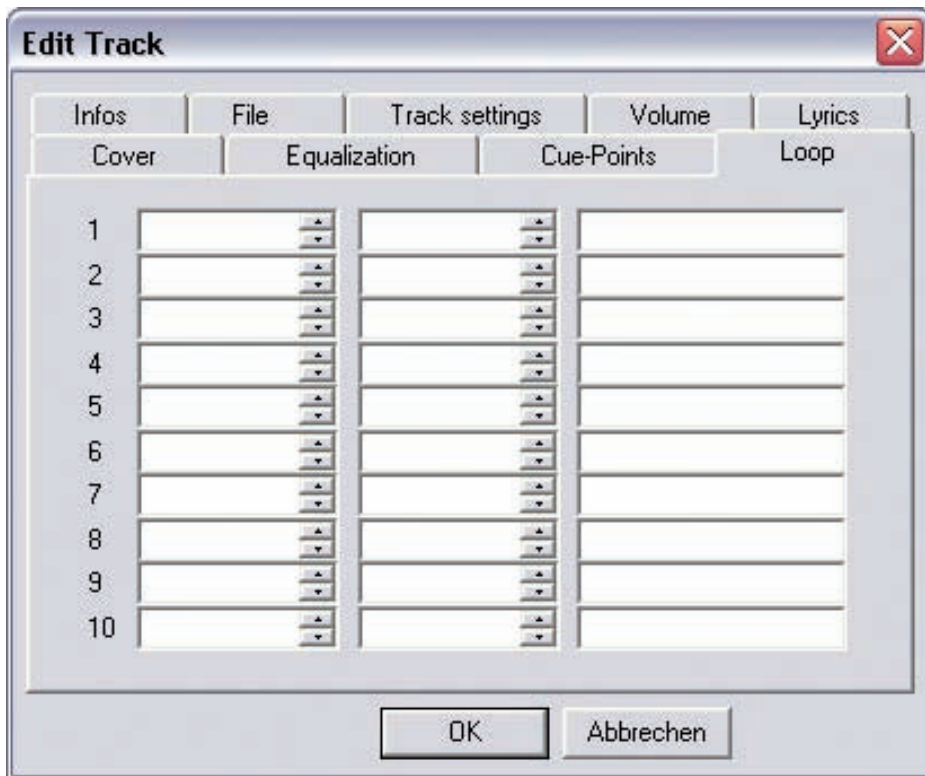 Edit Track
Infos File Track settings Volume Lyrics
Cover Equalization Cue-Points Loop
1
2
3
4
5
6
7
8
9
10
OK Abbrechen